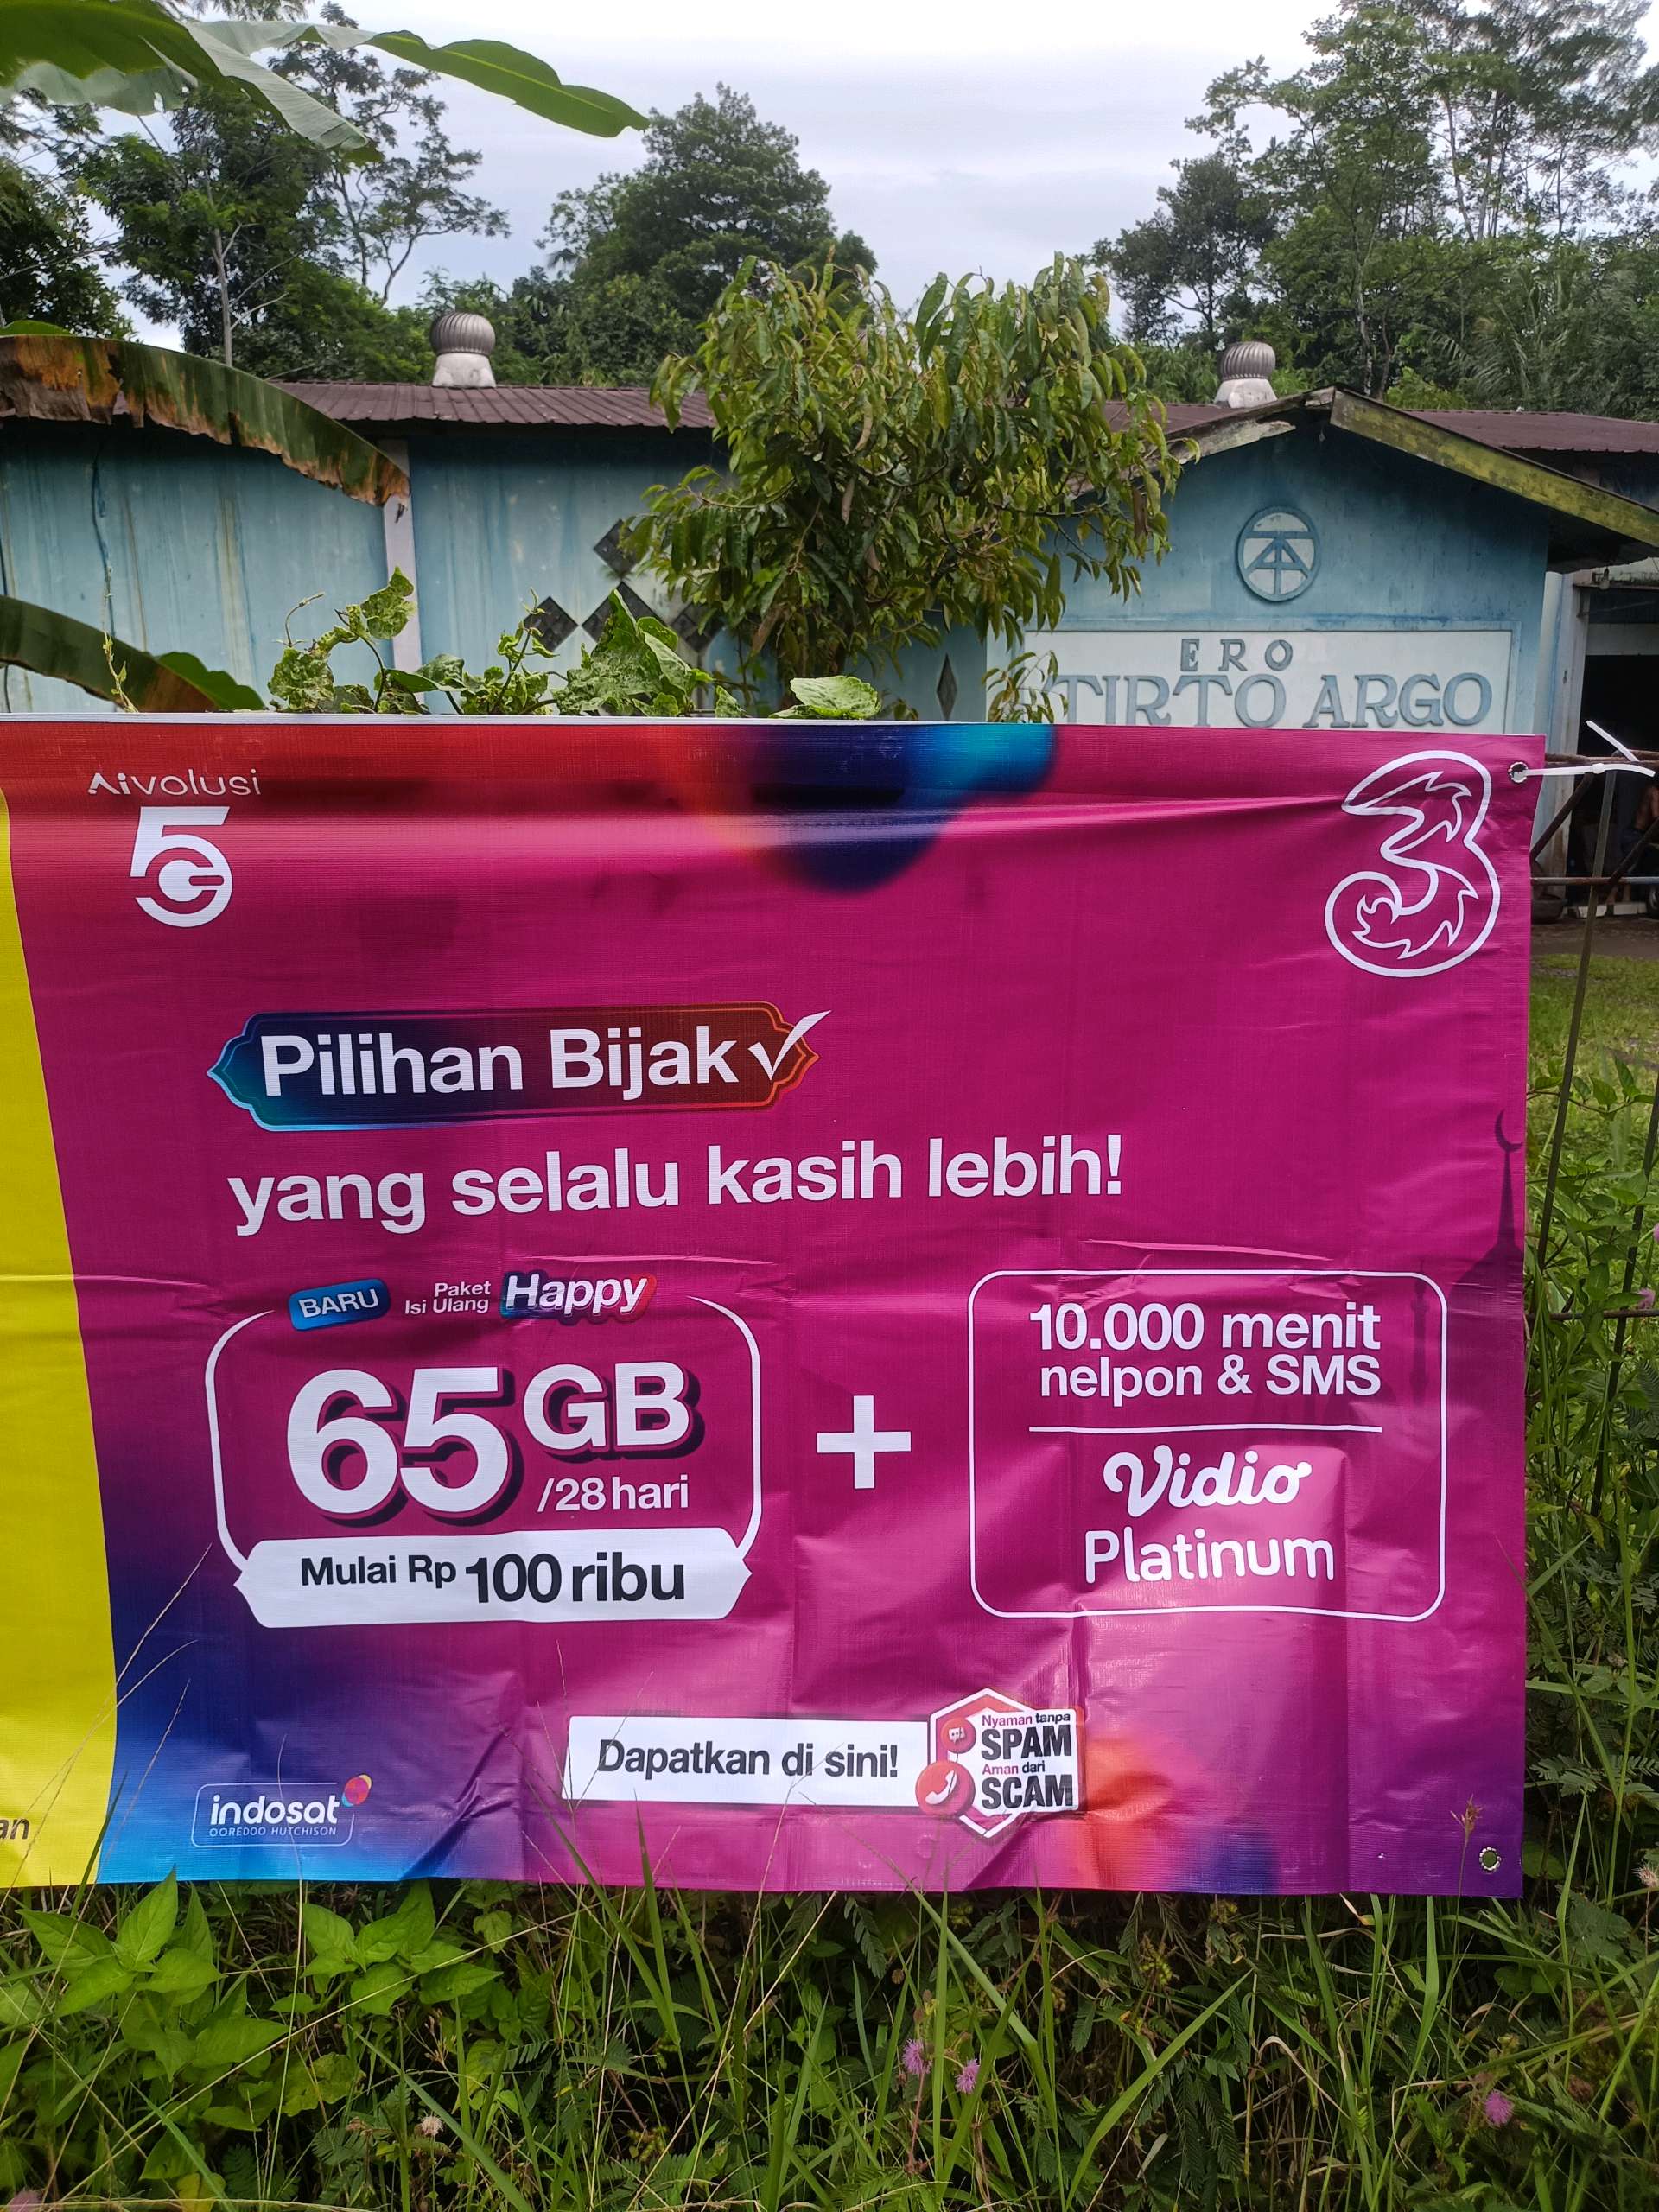 ERO
TIRTO ARGO
Aivolusi
5G
3
Pilihan Bijak
yang selalu kasih lebih!
BARU
Paket
Isi Ulang
Happy
65 GB
/28 hari
Mulai Rp 100 ribu
+
10.000 menit
nelpon & SMS
Vidio
Platinum
Dapatkan di sini!
Nyaman tanpa
SPAM
Aman dari
SCAM
indosat
OOREDOO HUTCHISON
an